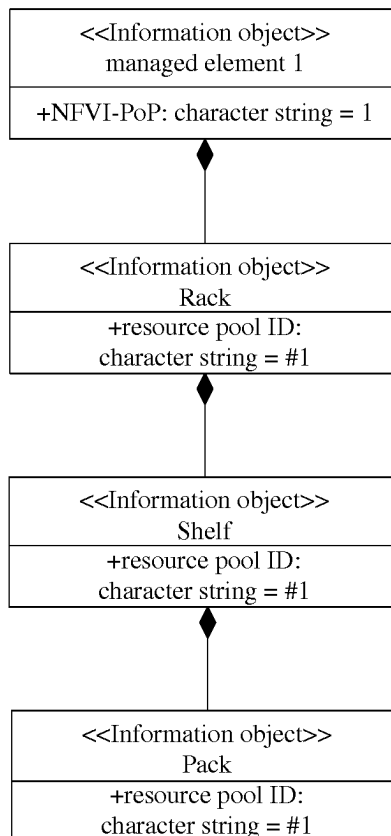 <<Information object>>
managed element 1
+NFVI-PoP: character string = 1
<<Information object>>
Rack
+resource pool ID:
character string = #1
<<Information object>>
Shelf
+resource pool ID:
character string = #1
<<Information object>>
Pack
+resource pool ID:
character string = #1